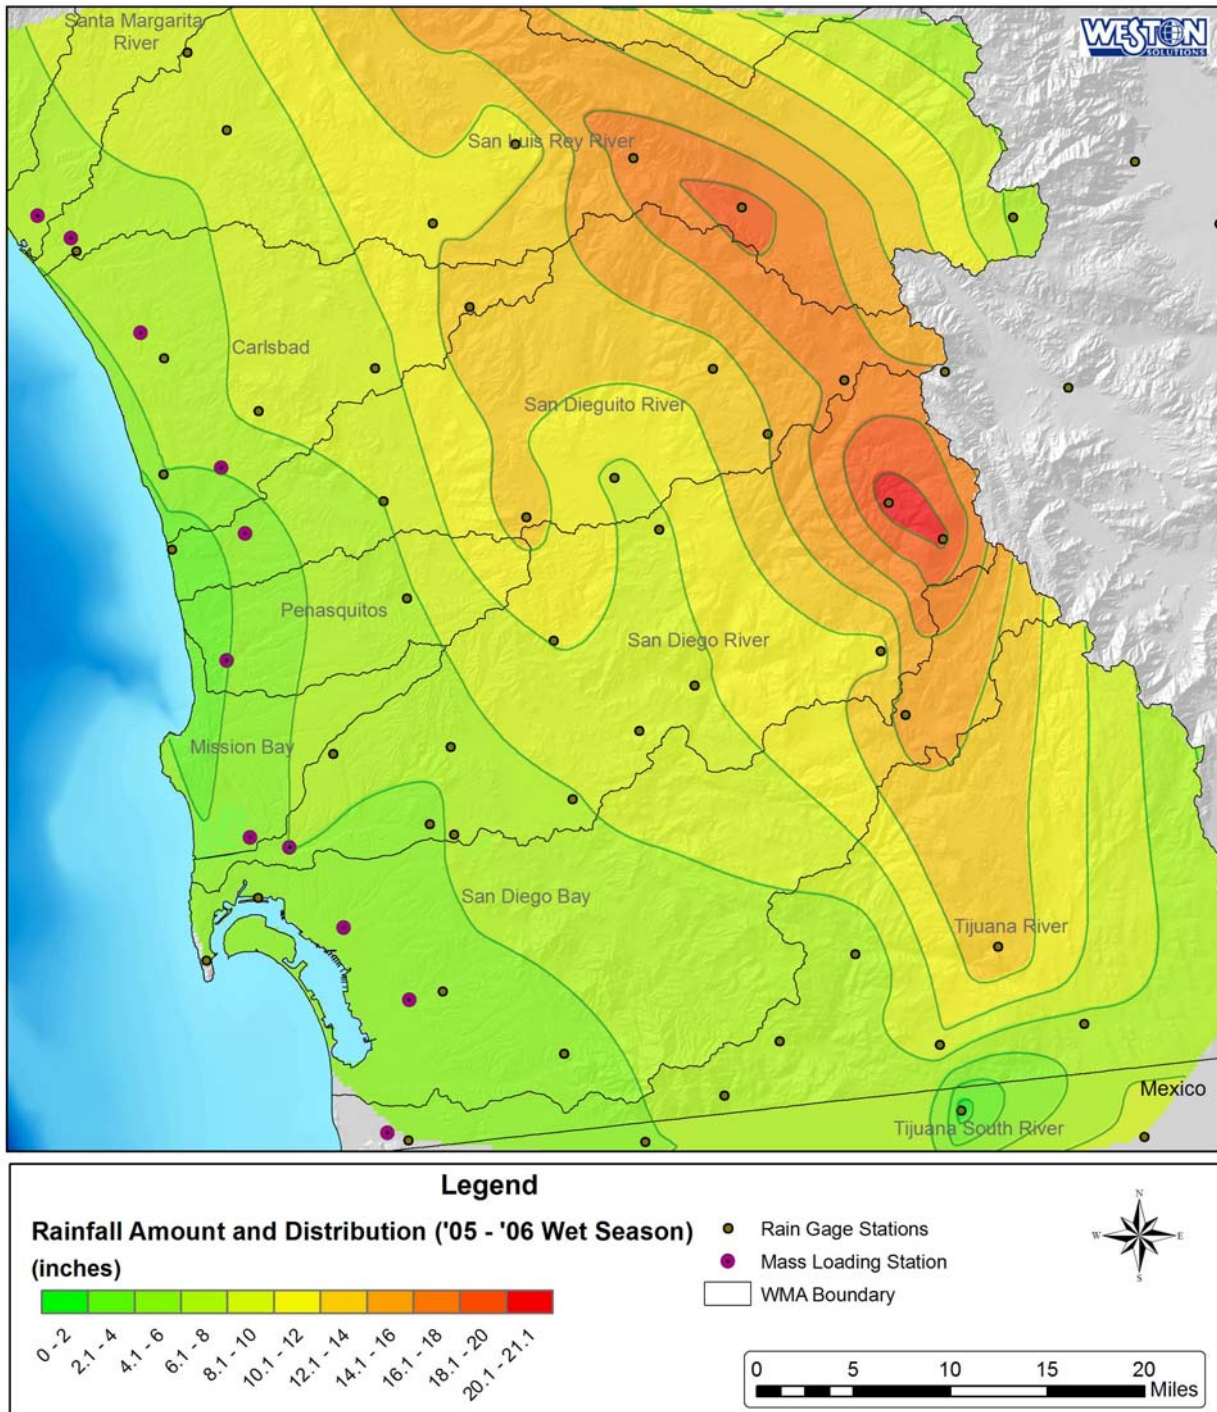 Santa Margarita
River
WESTON
SOLUTIONS
San Luis Rey River
Carlsbad
San Dieguito River
Penasquitos
San Diego River
Mission Bay
San Diego Bay
Tijuana River
Mexico
Tijuana South River
Legend
Rainfall Amount and Distribution ('05 - '06 Wet Season)
(inches)
0 - 2
2.1 - 4
4.1 - 6
6.1 - 8
8.1 - 10
10.1 - 12
12.1 - 14
14.1 - 16
16.1 - 18
18.1 - 20
20.1 - 21.1
Rain Gage Stations
Mass Loading Station
WMA Boundary
N
W
E
S
0 5 10 15 20
Miles